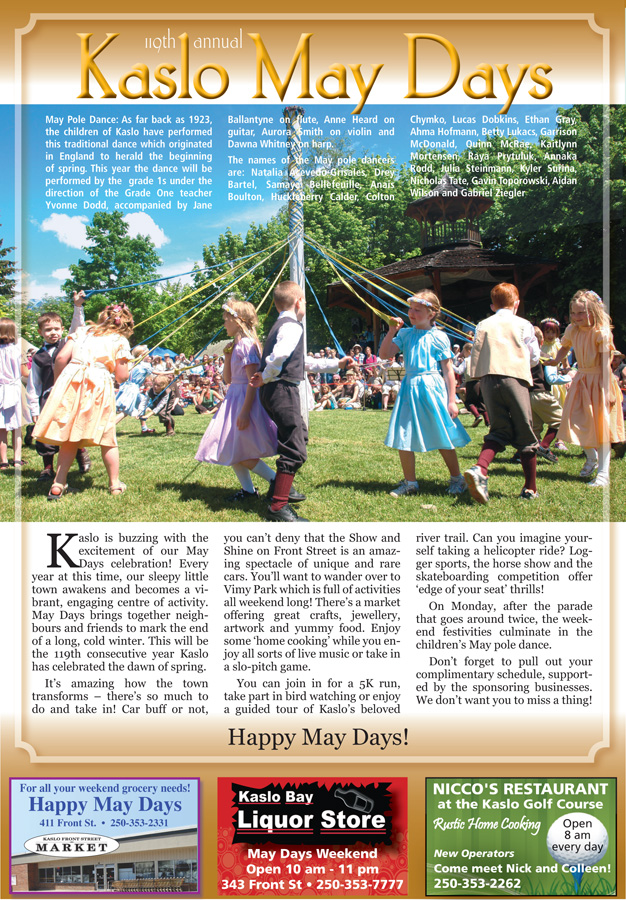 119th annual
Kaslo May Days
May Pole Dance: As far back as 1923,
the children of Kaslo have performed
this traditional dance which originated
in England to herald the beginning
of spring. This year the dance will be
performed by the grade 1s under the
direction of the Grade One teacher
Yvonne Dodd, accompanied by Jane
Ballantyne on flute, Anne Heard on
guitar, Aurora Smith on violin and
Dawna Whitney on harp.
The names of the May pole dancers
are: Natalia Acevedo-Grisales, Drey
Bartel, Samaya Bellefeuille, Anais
Boulton, Huckleberry Calder, Colton
Chymko, Lucas Dobkins, Ethan Gray,
Ahma Hofmann, Betty Lukacs, Garrison
McDonald, Quinn McRae, Kaitlynn
Mortensen, Raya Prytuluk, Annaka
Rodd, Julia Steinmann, Kyler Surina,
Nicholas Tate, Gavin Toporowski, Aidan
Wilson and Gabriel Ziegler
Kaslo is buzzing with the
excitement of our May
Days celebration! Every
year at this time, our sleepy little
town awakens and becomes a vi-
brant, engaging centre of activity.
May Days brings together neigh-
bours and friends to mark the end
of a long, cold winter. This will be
the 119th consecutive year Kaslo
has celebrated the dawn of spring.
It's amazing how the town
transforms – there's so much to
do and take in! Car buff or not,
you can't deny that the Show and
Shine on Front Street is an amaz-
ing spectacle of unique and rare
cars. You'll want to wander over to
Vimy Park which is full of activities
all weekend long! There's a market
offering great crafts, jewellery,
artwork and yummy food. Enjoy
some 'home cooking' while you en-
joy all sorts of live music or take in
a slo-pitch game.
You can join in for a 5K run,
take part in bird watching or enjoy
a guided tour of Kaslo's beloved
river trail. Can you imagine your-
self taking a helicopter ride? Log-
ger sports, the horse show and the
skateboarding competition offer
'edge of your seat' thrills!
On Monday, after the parade
that goes around twice, the week-
end festivities culminate in the
children's May pole dance.
Don't forget to pull out your
complimentary schedule, support-
ed by the sponsoring businesses.
We don't want you to miss a thing!
Happy May Days!
For all your weekend grocery needs!
Happy May Days
411 Front St. • 250-353-2331
KASLO FRONT STREET
MARKET
Kaslo Bay
Liquor Store
May Days Weekend
Open 10 am - 11 pm
343 Front St • 250-353-7777
NICCO'S RESTAURANT
at the Kaslo Golf Course
Rustic Home Cooking
Open
8 am
every day
New Operators
Come meet Nick and Colleen!
250-353-2262